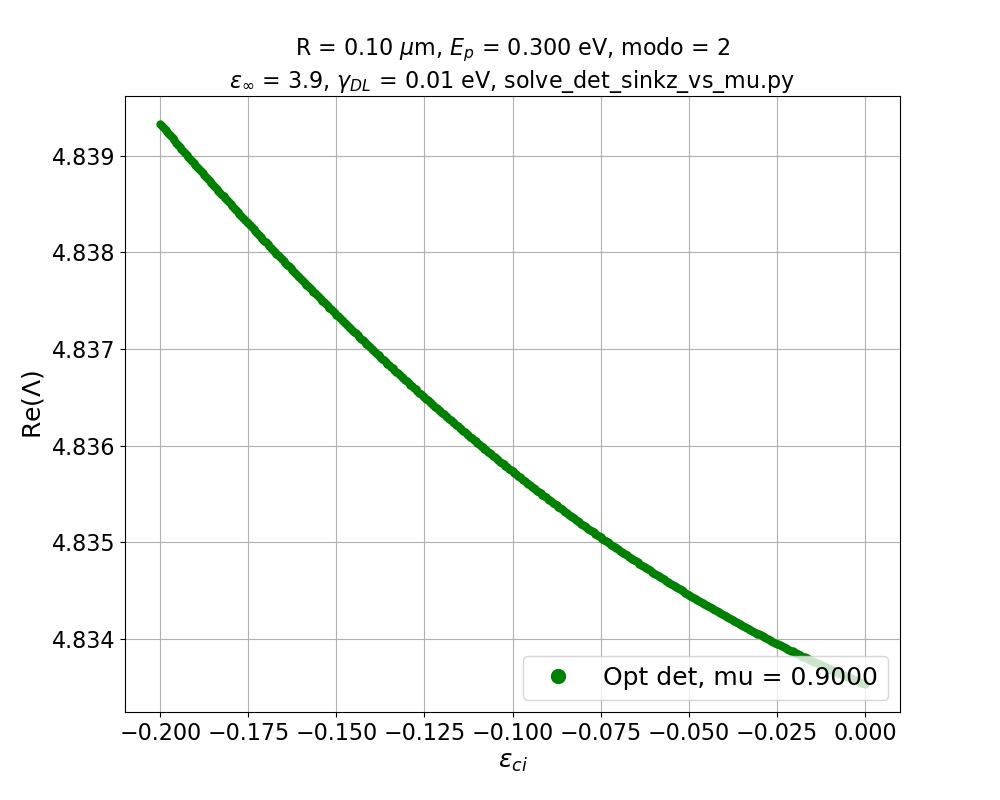 R = 0.10 μm, E_p = 0.300 eV, modo = 2
ε_∞ = 3.9, γ_DL = 0.01 eV, solve_det_sinkz_vs_mu.py
4.839
4.838
4.837
4.836
4.835
4.834
Re(Λ)
Opt det, mu = 0.9000
−0.200 −0.175 −0.150 −0.125 −0.100 −0.075 −0.050 −0.025 0.000
ε_ci